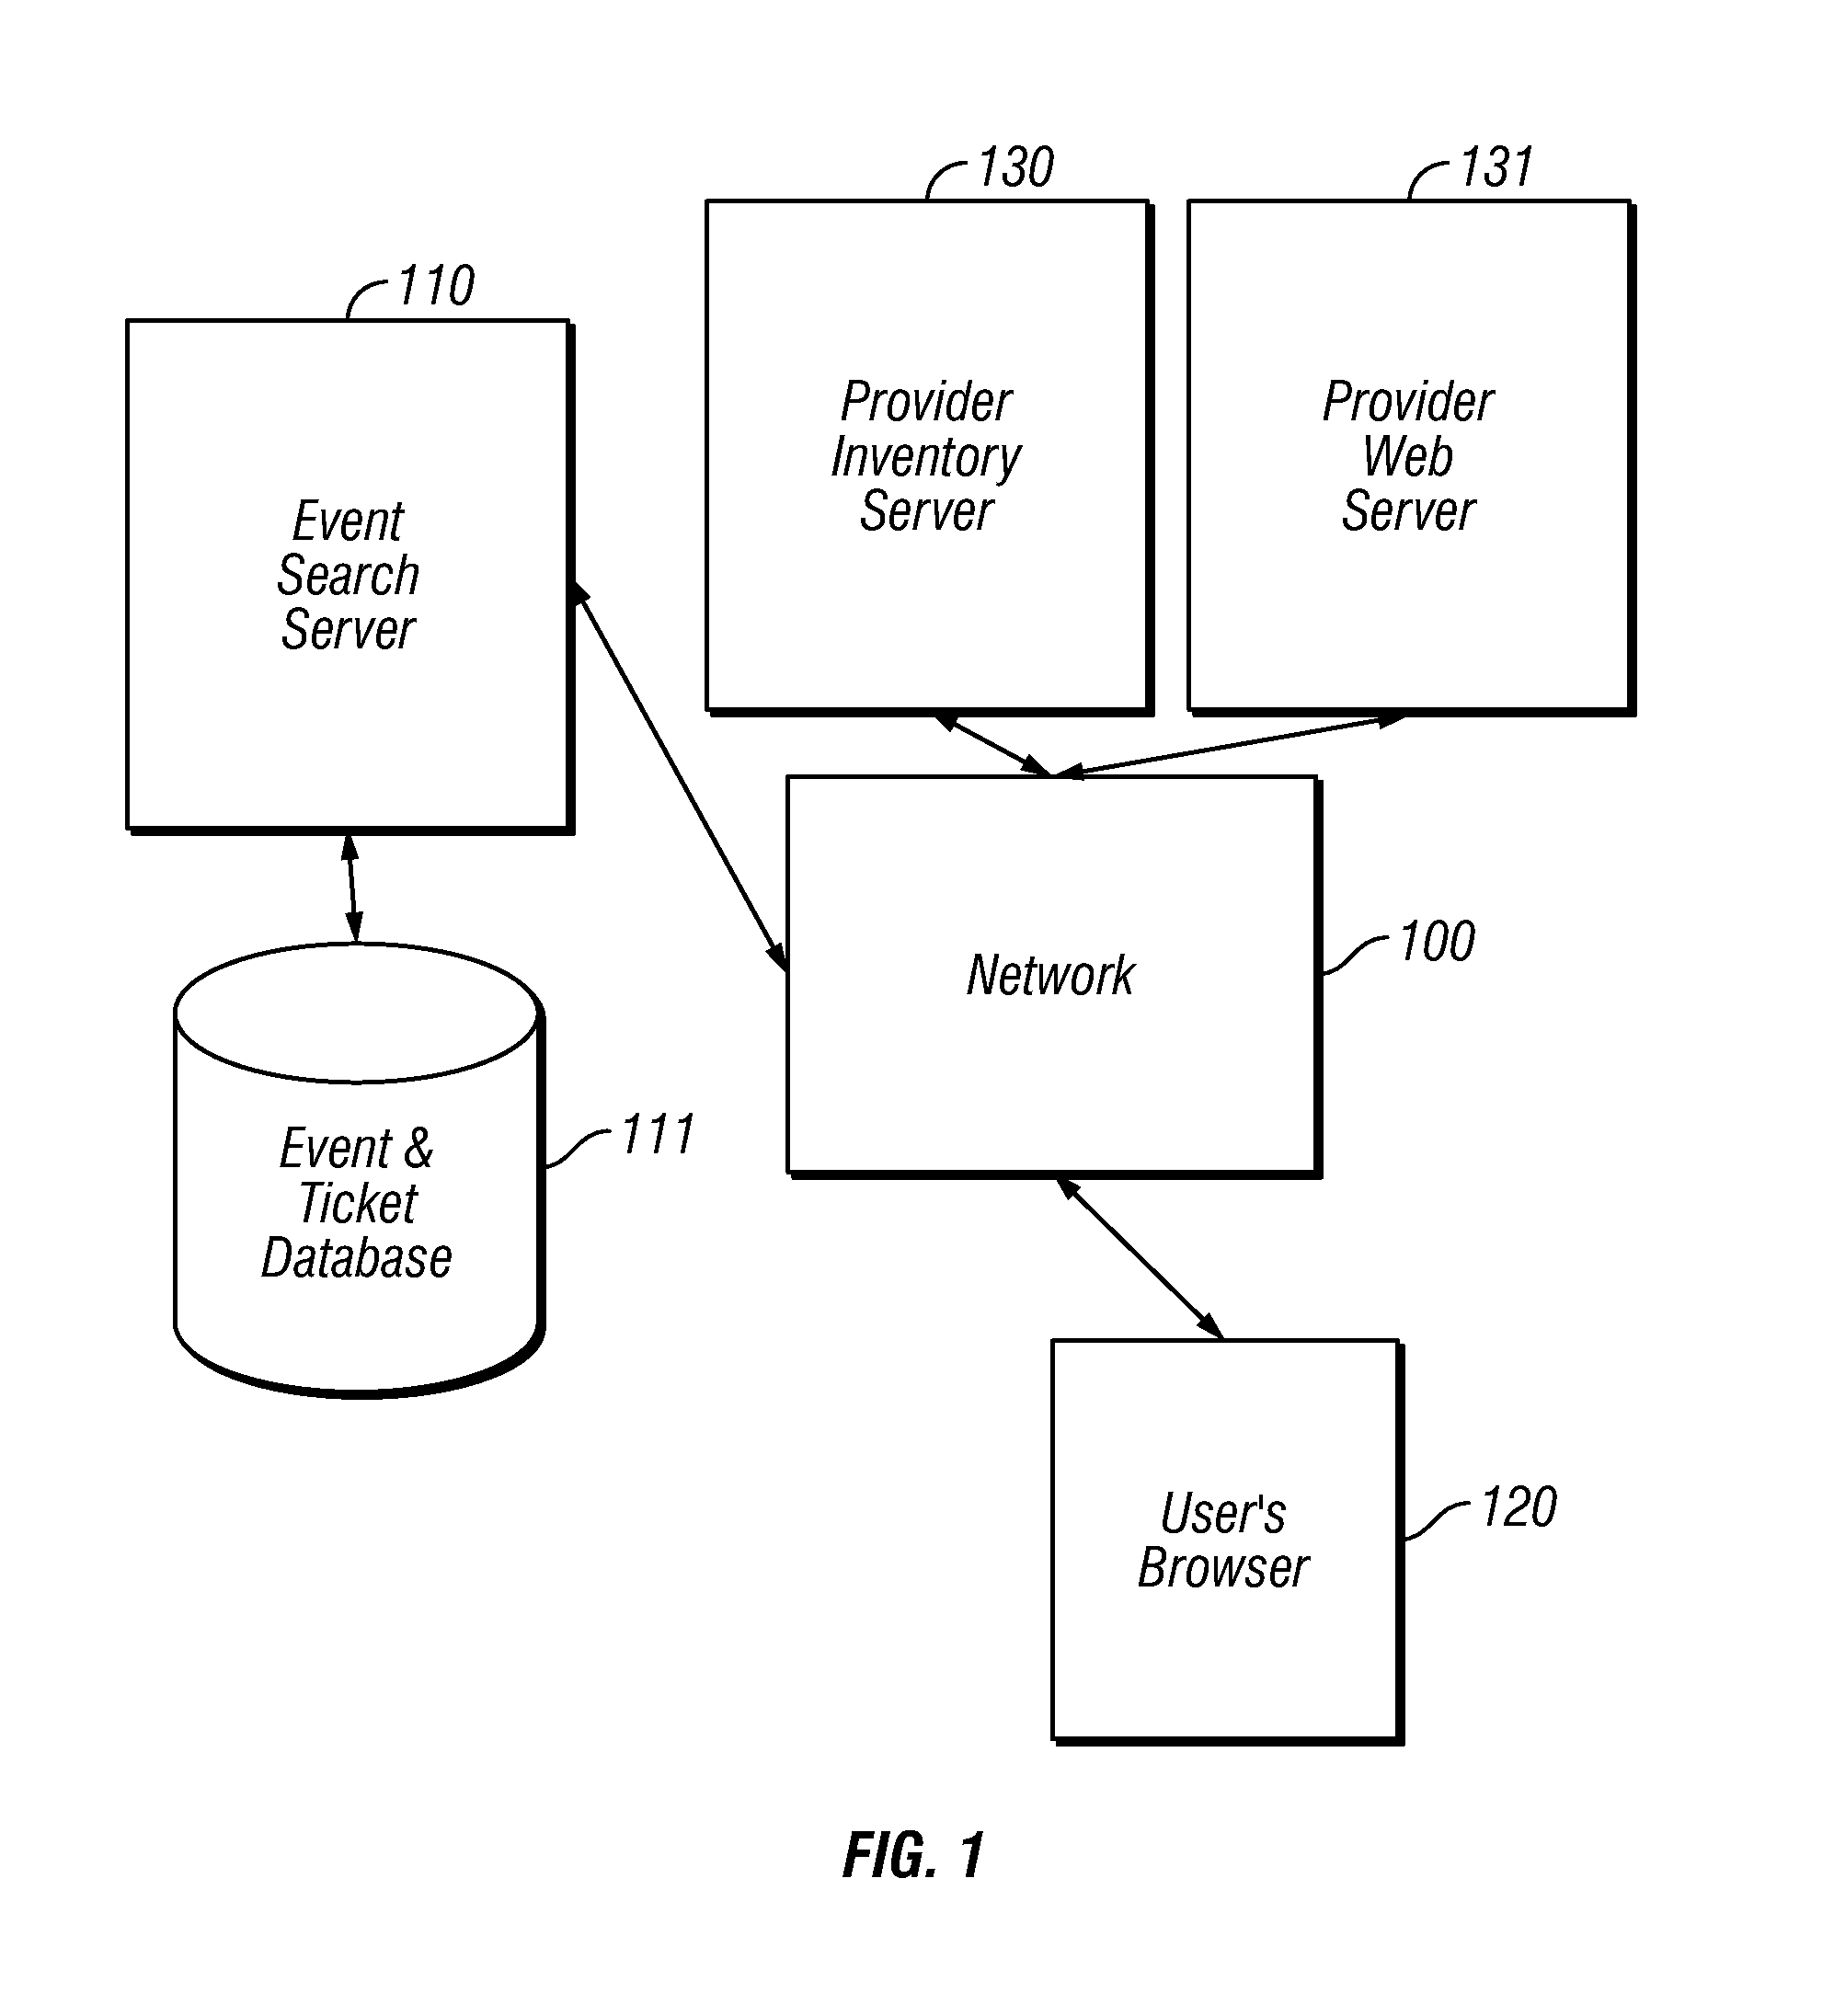 130
131
110
Provider
Inventory
Server
Provider
Web
Server
Event
Search
Server
100
Network
111
Event &
Ticket
Database
120
User's
Browser
FIG. 1